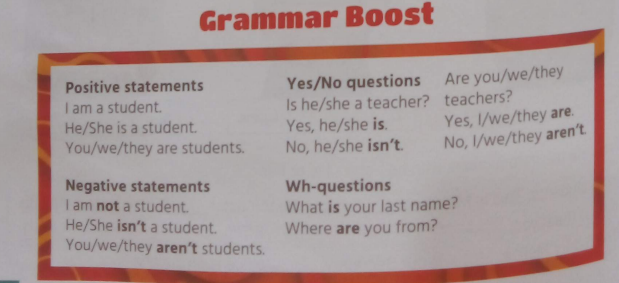 Grammar Boost
Positive statements
I am a student.
He/She is a student.
You/we/they are students.
Negative statements
I am not a student.
He/She isn't a student.
You/we/they aren't students.
Yes/No questions
Is he/she a teacher?
Yes, he/she is.
No, he/she isn't.
Are you/we/they
teachers?
Yes, I/we/they are.
No, I/we/they aren't.
Wh-questions
What is your last name?
Where are you from?